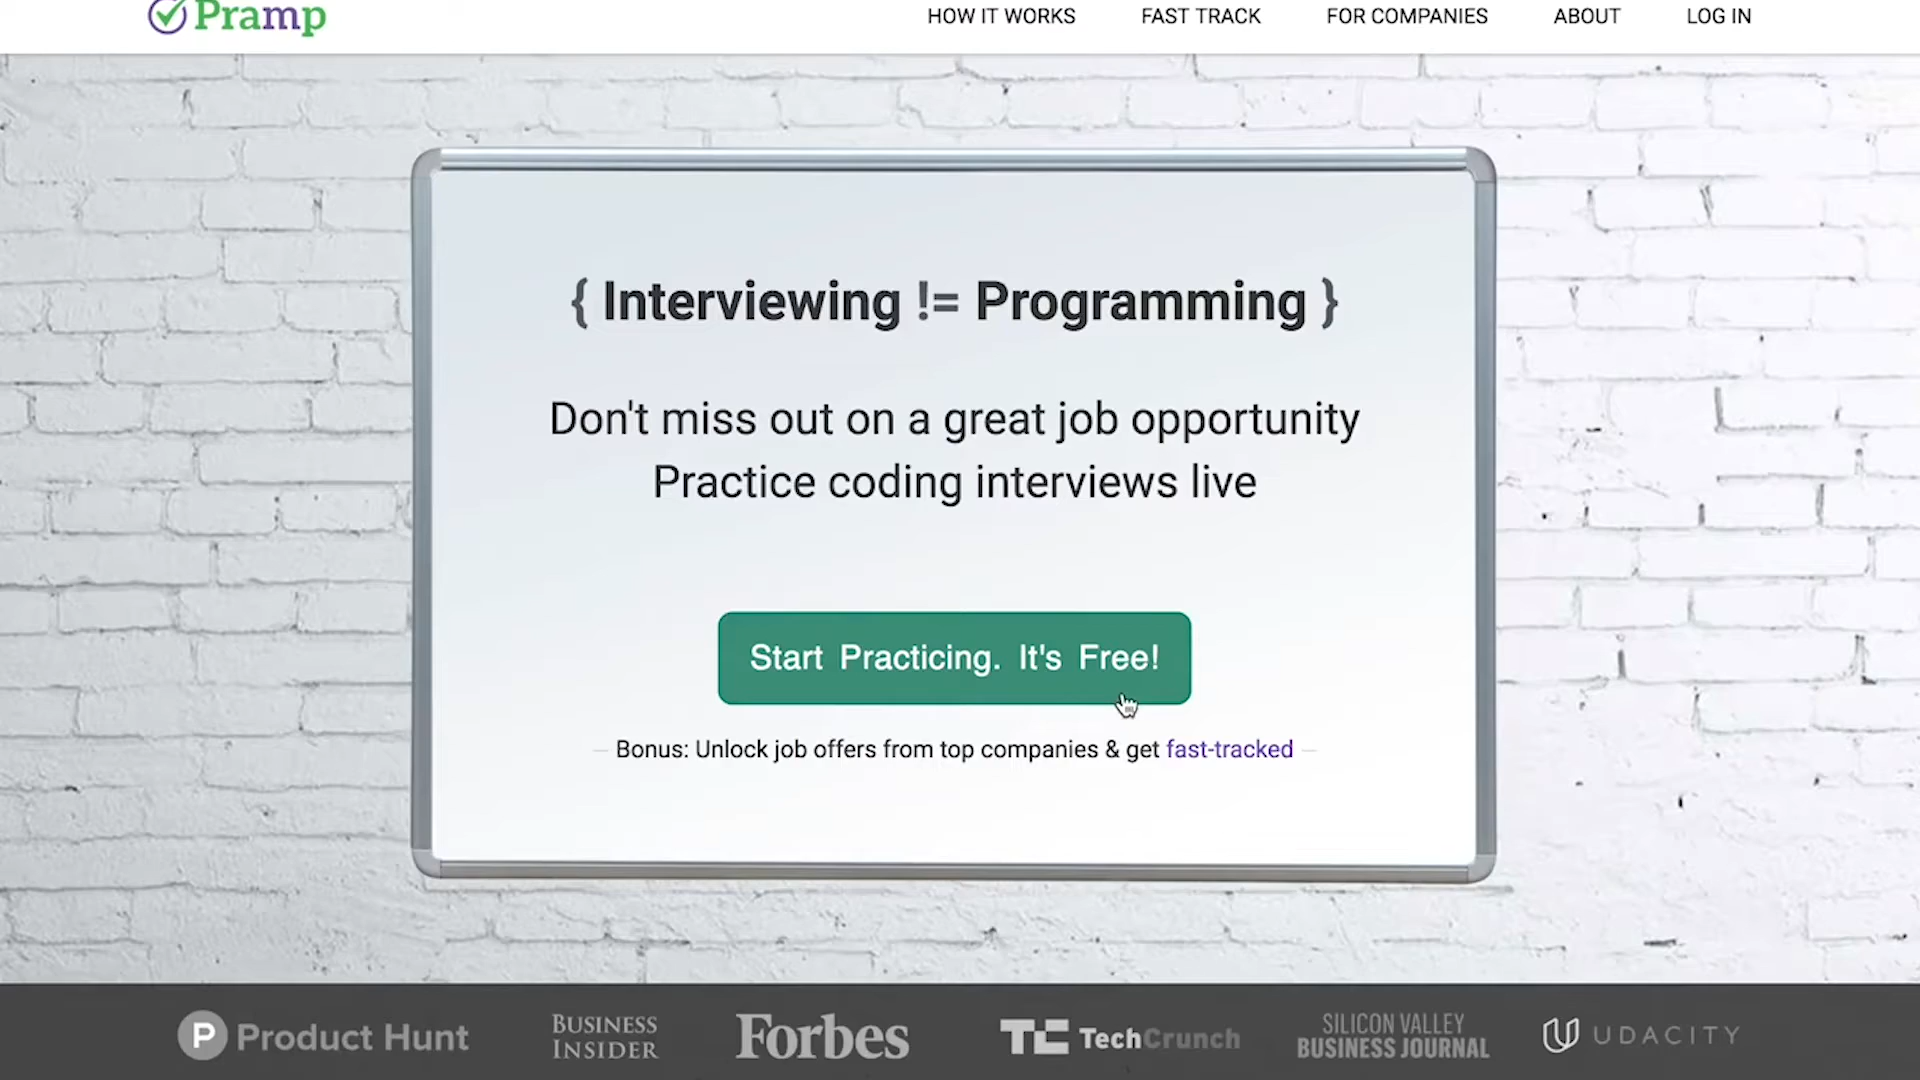 Pramp
HOW IT WORKS
FAST TRACK
FOR COMPANIES
ABOUT
LOG IN
{ Interviewing != Programming }
Don't miss out on a great job opportunity
Practice coding interviews live
Start Practicing. It's Free!
Bonus: Unlock job offers from top companies & get fast-tracked
P Product Hunt
BUSINESS
INSIDER
Forbes
TC TechCrunch
SILICON VALLEY
BUSINESS JOURNAL
UDACITY